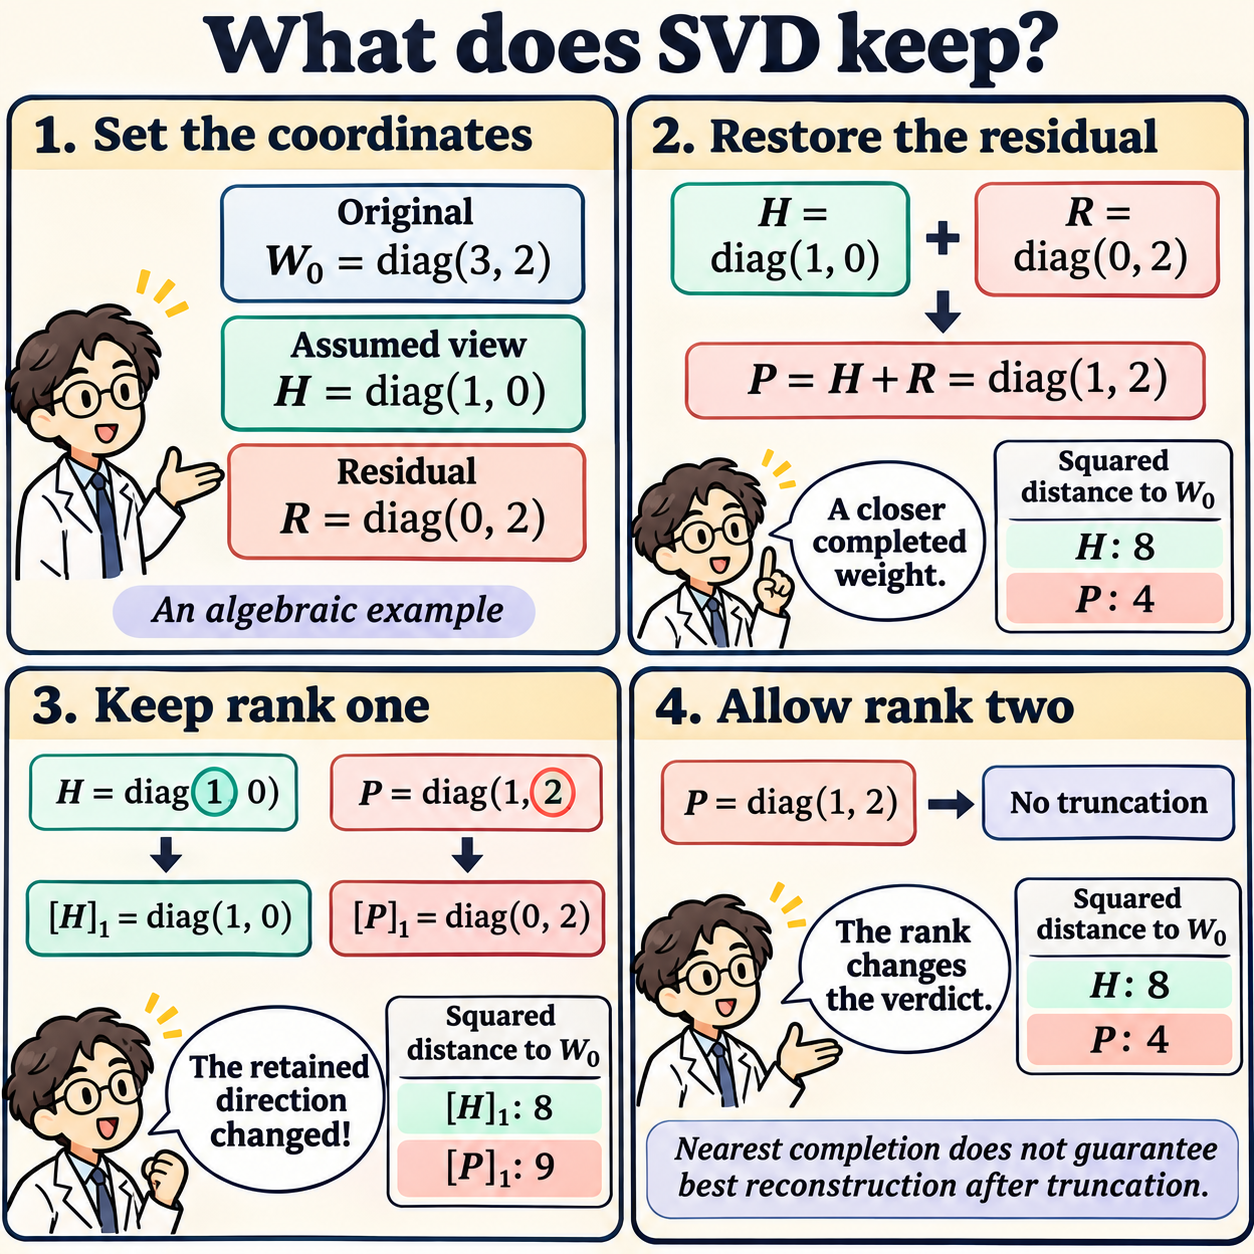 What does SVD keep?
1. Set the coordinates
Original
W₀ = diag(3, 2)
Assumed view
H = diag(1, 0)
Residual
R = diag(0, 2)
An algebraic example
2. Restore the residual
H =
diag(1, 0)
+
R =
diag(0, 2)
P = H + R = diag(1, 2)
A closer
completed
weight.
Squared
distance to W₀
H: 8
P: 4
3. Keep rank one
H = diag(1 0)
P = diag(1, 2
[H]₁ = diag(1, 0)
[P]₁ = diag(0, 2)
The retained
direction
changed!
Squared
distance to W₀
[H]₁: 8
[P]₁: 9
4. Allow rank two
P = diag(1, 2)
No truncation
The rank
changes
the verdict.
Squared
distance to W₀
H: 8
P: 4
Nearest completion does not guarantee
best reconstruction after truncation.